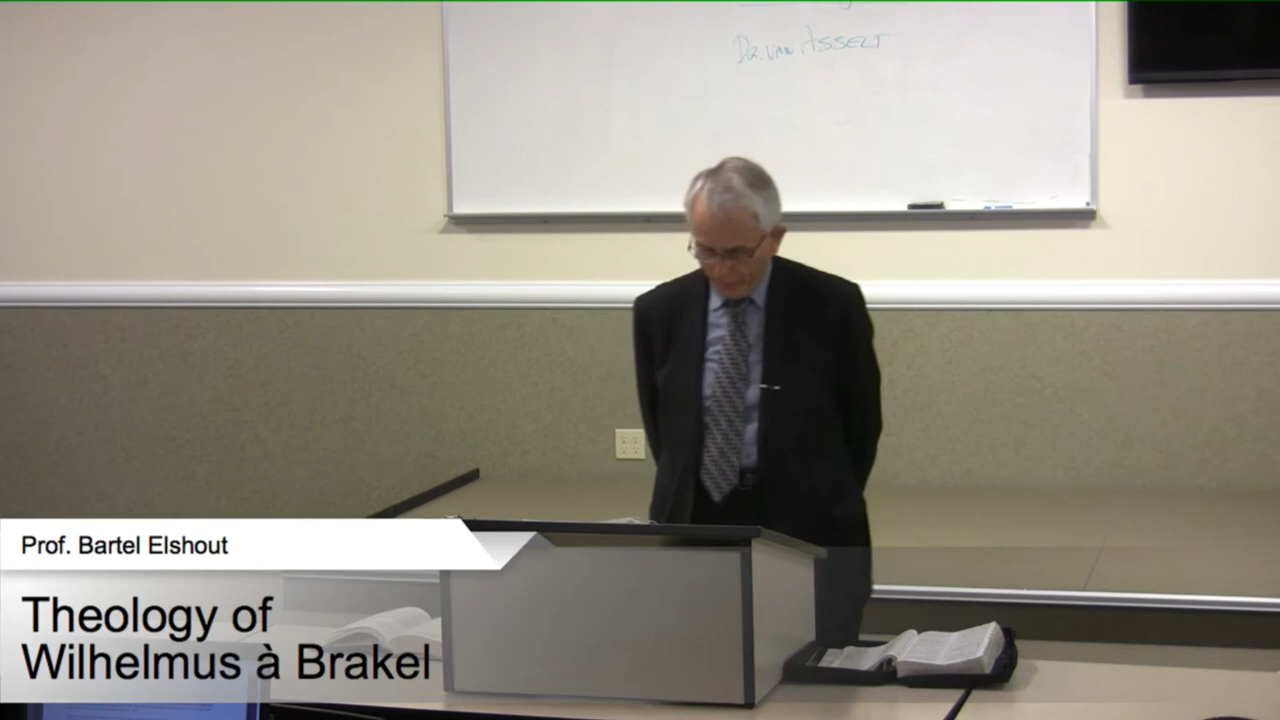 Dr. van Asselt
Prof. Bartel Elshout
Theology of
Wilhelmus à Brakel